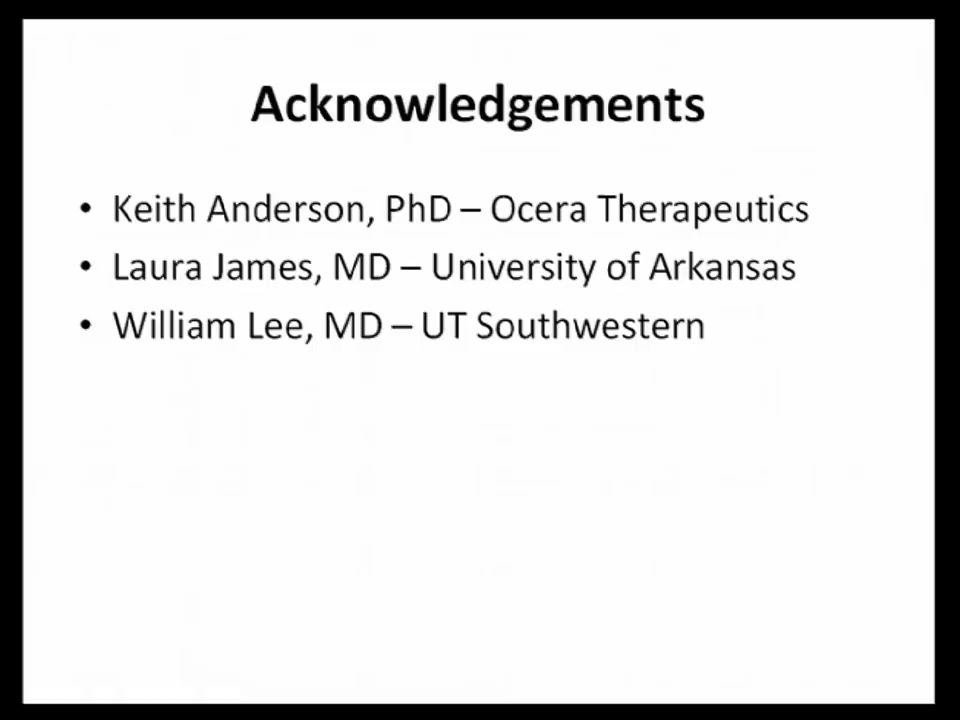 Acknowledgements
• Keith Anderson, PhD – Ocera Therapeutics
• Laura James, MD – University of Arkansas
• William Lee, MD – UT Southwestern